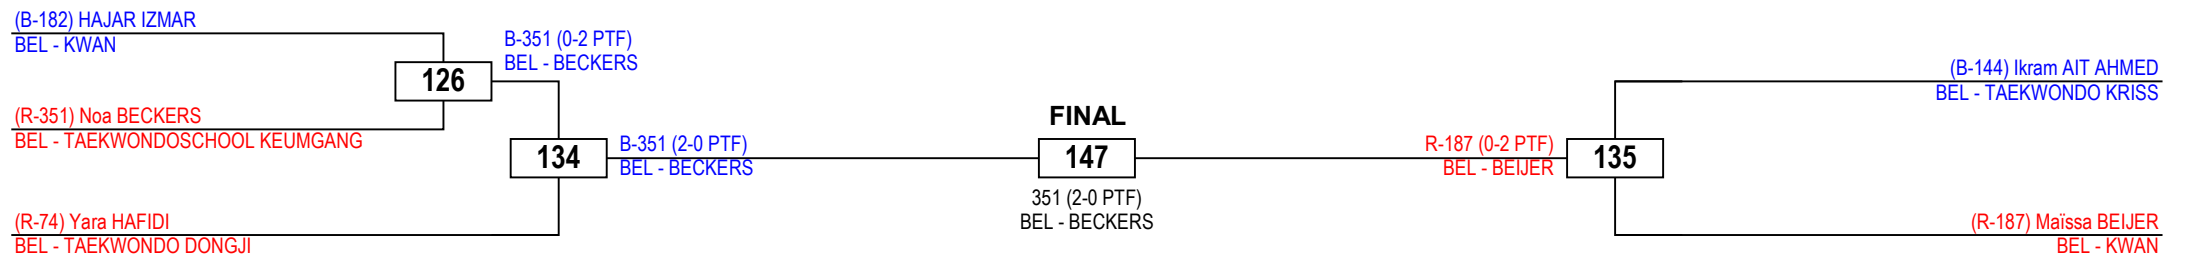 (B-182) HAJAR IZMAR
BEL - KWAN
B-351 (0-2 PTF)
BEL - BECKERS
126
(R-351) Noa BECKERS
BEL - TAEKWONDOSCHOOL KEUMGANG
134
B-351 (2-0 PTF)
BEL - BECKERS
(R-74) Yara HAFIDI
BEL - TAEKWONDO DONGJI
FINAL
147
351 (2-0 PTF)
BEL - BECKERS
R-187 (0-2 PTF)
BEL - BEIJER
135
(B-144) Ikram AIT AHMED
BEL - TAEKWONDO KRISS
(R-187) Maïssa BEIJER
BEL - KWAN